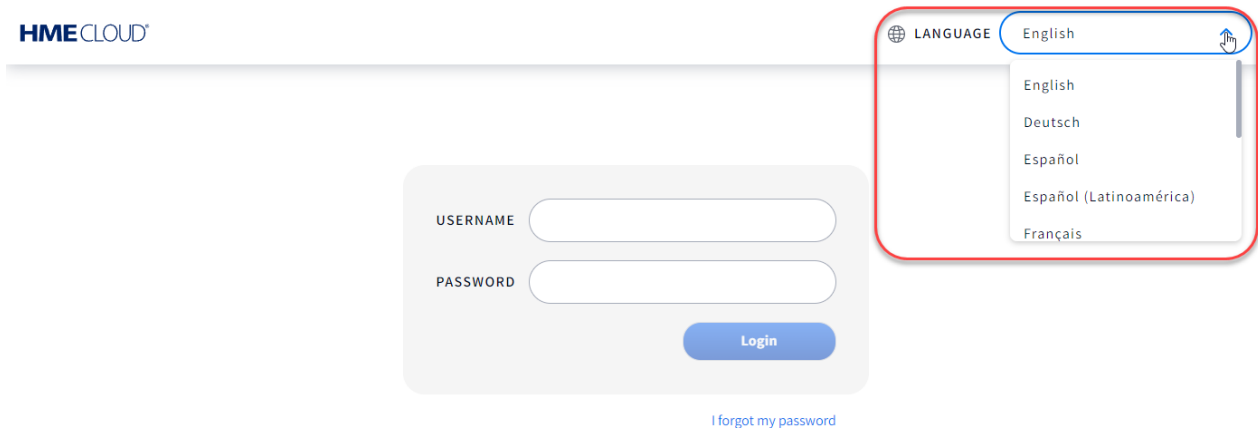 HME CLOUD®
LANGUAGE English
English
Deutsch
Español
Español (Latinoamérica)
Français
USERNAME
PASSWORD
Login
I forgot my password